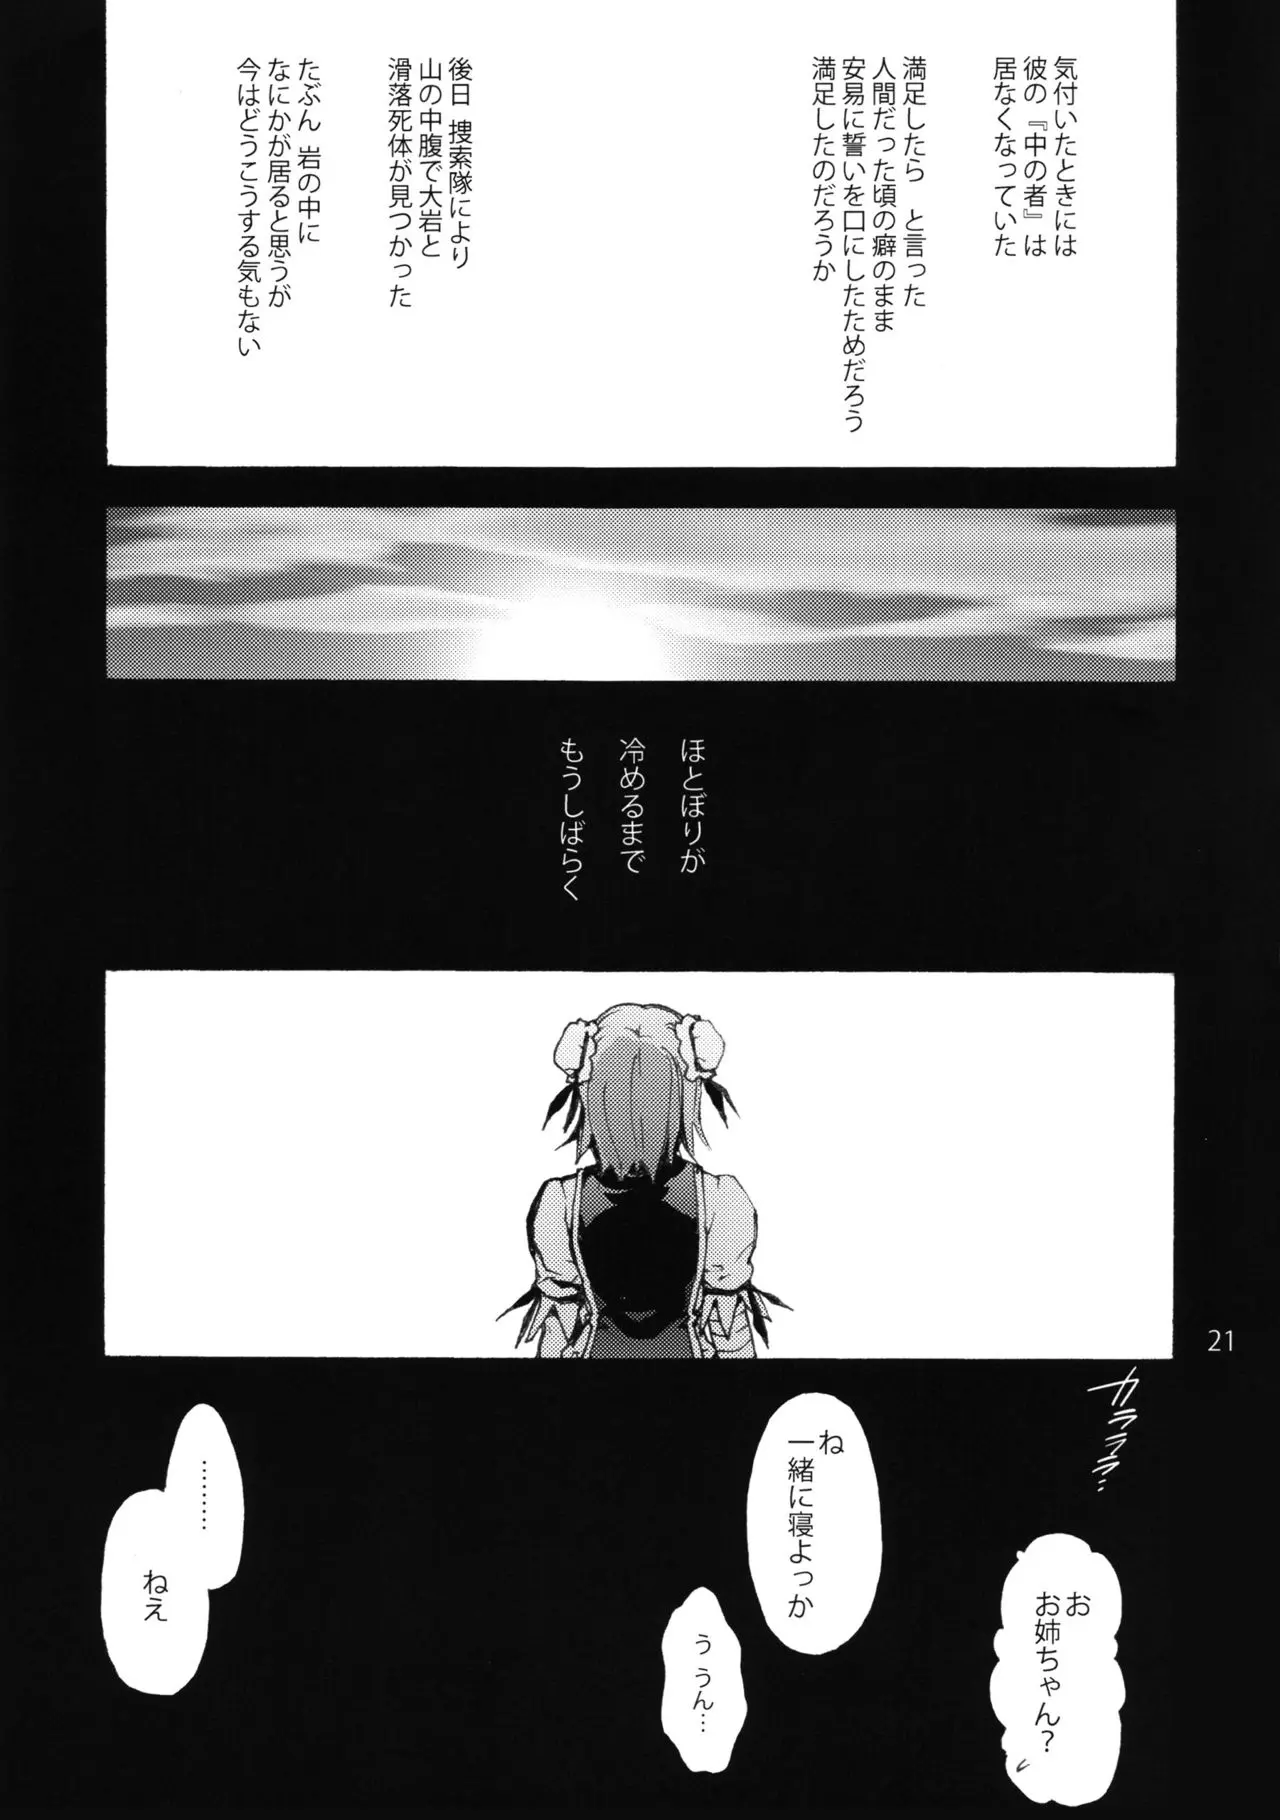 気付いたときには
彼の『中の者』は
居なくなっていた
満足したら と言った
人間だった頃の癖のまま
安易に誓いを口にしたためだろう
満足したのだろうか
後日 捜索隊により
山の中腹で大岩と
滑落死体が見つかった
たぶん 岩の中に
なにかが居ると思うが
今はどうこうする気もない
ほとぼりが
冷めるまで
もうしばらく
21
カラララ…
お
お姉ちゃん?
ね
一緒に寝よっか
う うん…
………
ねえ